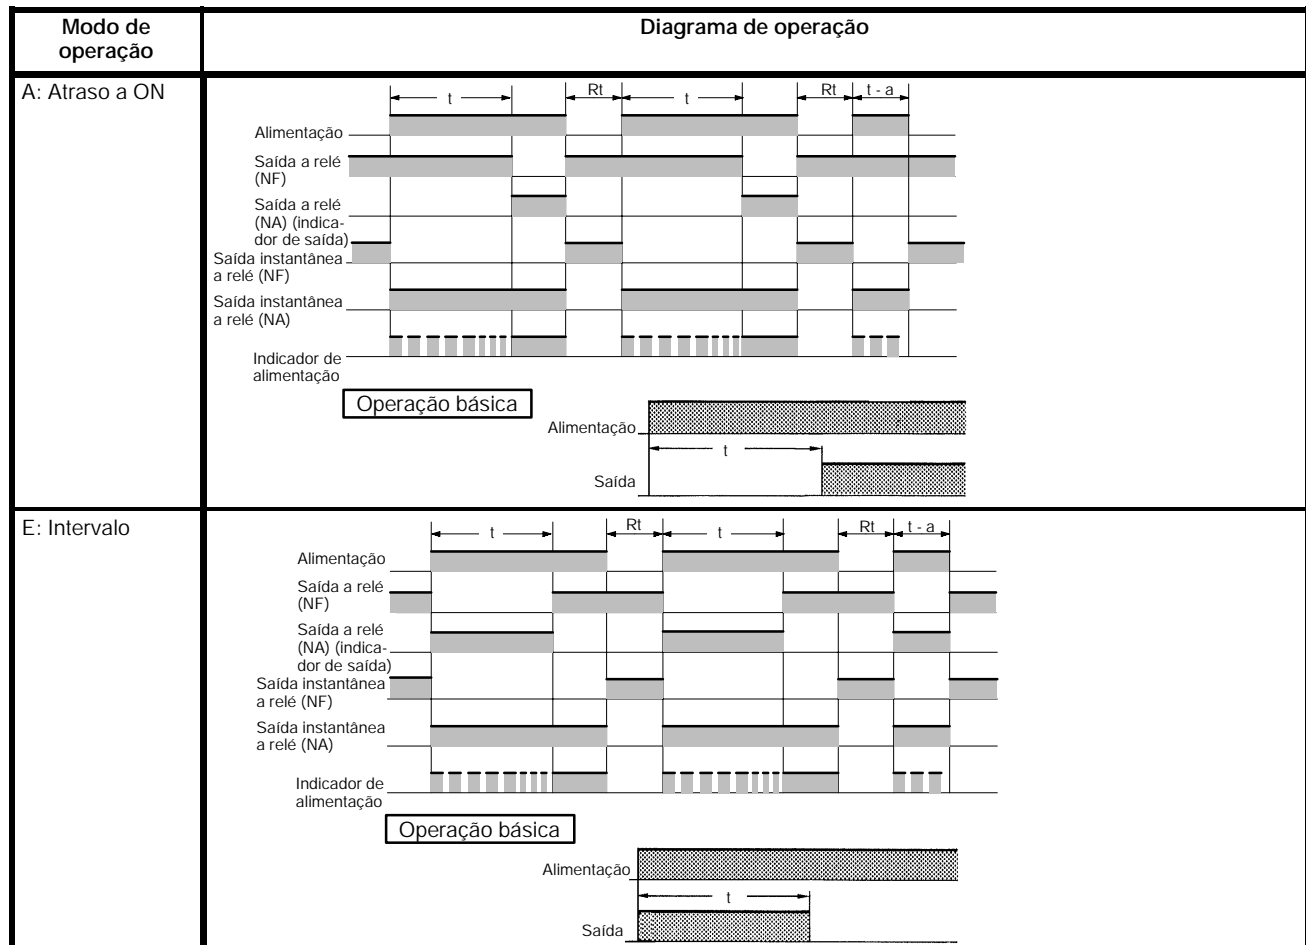 Modo de
operação
Diagrama de operação
A: Atraso a ON
t
Rt
t
Rt
t - a
Alimentação
Saída a relé
(NF)
Saída a relé
(NA) (indica-
dor de saída)
Saída instantânea
a relé (NF)
Saída instantânea
a relé (NA)
Indicador de
alimentação
Operação básica
Alimentação
t
Saída
E: Intervalo
t
Rt
t
Rt
t - a
Alimentação
Saída a relé
(NF)
Saída a relé
(NA) (indica-
dor de saída)
Saída instantânea
a relé (NF)
Saída instantânea
a relé (NA)
Indicador de
alimentação
Operação básica
Alimentação
t
Saída